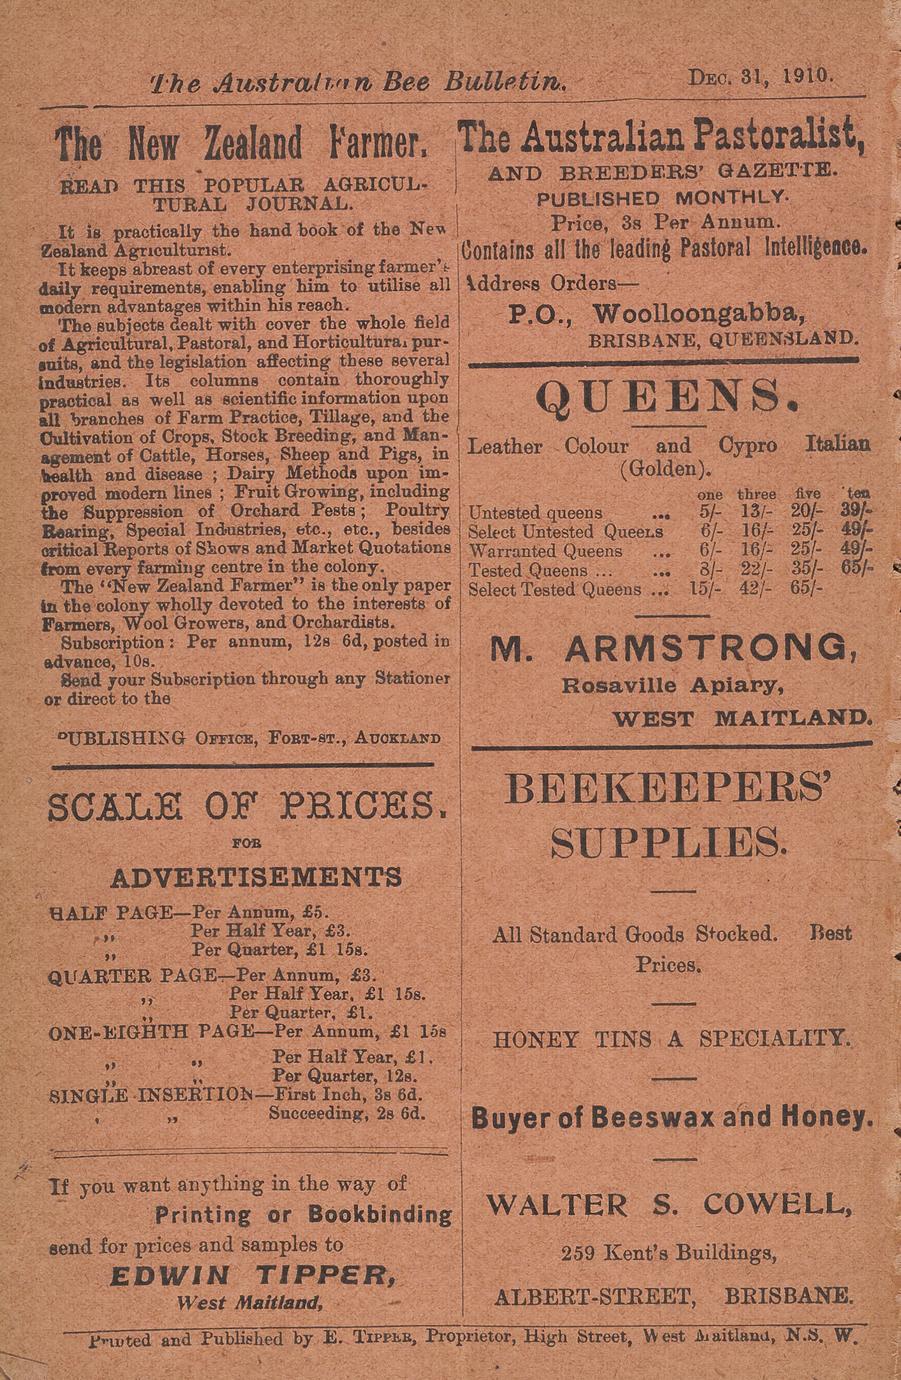 The Australian Bee Bulletin. DEC. 31, 1910.
The New Zealand Farmer.
READ THIS POPULAR AGRICUL-
TURAL JOURNAL.
It is practically the hand book of the New
Zealand Agriculturist.
It keeps abreast of every enterprising farmer's
daily requirements, enabling him to utilise all
modern advantages within his reach.
The subjects dealt with cover the whole field
of Agricultural, Pastoral, and Horticultural pur-
suits, and the legislation affecting these several
industries. Its columns contain thoroughly
practical as well as scientific information upon
all branches of Farm Practice, Tillage, and the
Cultivation of Crops, Stock Breeding, and Man-
agement of Cattle, Horses, Sheep and Pigs, in
health and disease ; Dairy Methods upon im-
proved modern lines ; Fruit Growing, including
the Suppression of Orchard Pests ; Poultry
Rearing, Special Industries, etc., etc., besides
critical Reports of Shows and Market Quotations
from every farming centre in the colony.
The "New Zealand Farmer" is the only paper
in the colony wholly devoted to the interests of
Farmers, Wool Growers, and Orchardists.
Subscription : Per annum, 12s 6d, posted in
advance, 10s.
Send your Subscription through any Stationer
or direct to the
PUBLISHING OFFICE, FORT-ST., AUCKLAND
SCALE OF PRICES.
FOR
ADVERTISEMENTS
HALF PAGE—Per Annum, £5.
,, Per Half Year, £3.
,, Per Quarter, £1 15s.
QUARTER PAGE—Per Annum, £3.
,, Per Half Year, £1 15s.
,, Per Quarter, £1.
ONE-EIGHTH PAGE—Per Annum, £1 15s
,, ,, Per Half Year, £1.
,, ,, Per Quarter, 12s.
SINGLE INSERTION—First Inch, 3s 6d.
, ,, Succeeding, 2s 6d.
If you want anything in the way of
Printing or Bookbinding
send for prices and samples to
EDWIN TIPPER,
West Maitland,
The Australian Pastoralist,
AND BREEDERS' GAZETTE.
PUBLISHED MONTHLY.
Price, 3s Per Annum.
Contains all the leading Pastoral Intelligence.
Address Orders—
P.O., Woolloongabba,
BRISBANE, QUEENSLAND.
QUEENS.
Leather Colour and Cypro Italian
(Golden).
one three five ten
Untested queens ... 5/- 13/- 20/- 39/-
Select Untested Queens 6/- 16/- 25/- 49/-
Warranted Queens ... 6/- 16/- 25/- 49/-
Tested Queens ... ... 8/- 22/- 35/- 65/-
Select Tested Queens ... 15/- 42/- 65/-
M. ARMSTRONG,
Rosaville Apiary,
WEST MAITLAND.
BEEKEEPERS'
SUPPLIES.
All Standard Goods Stocked. Best
Prices.
HONEY TINS A SPECIALITY.
Buyer of Beeswax and Honey.
WALTER S. COWELL,
259 Kent's Buildings,
ALBERT-STREET, BRISBANE.
Printed and Published by E. TIPPER, Proprietor, High Street, West Maitland, N.S. W.